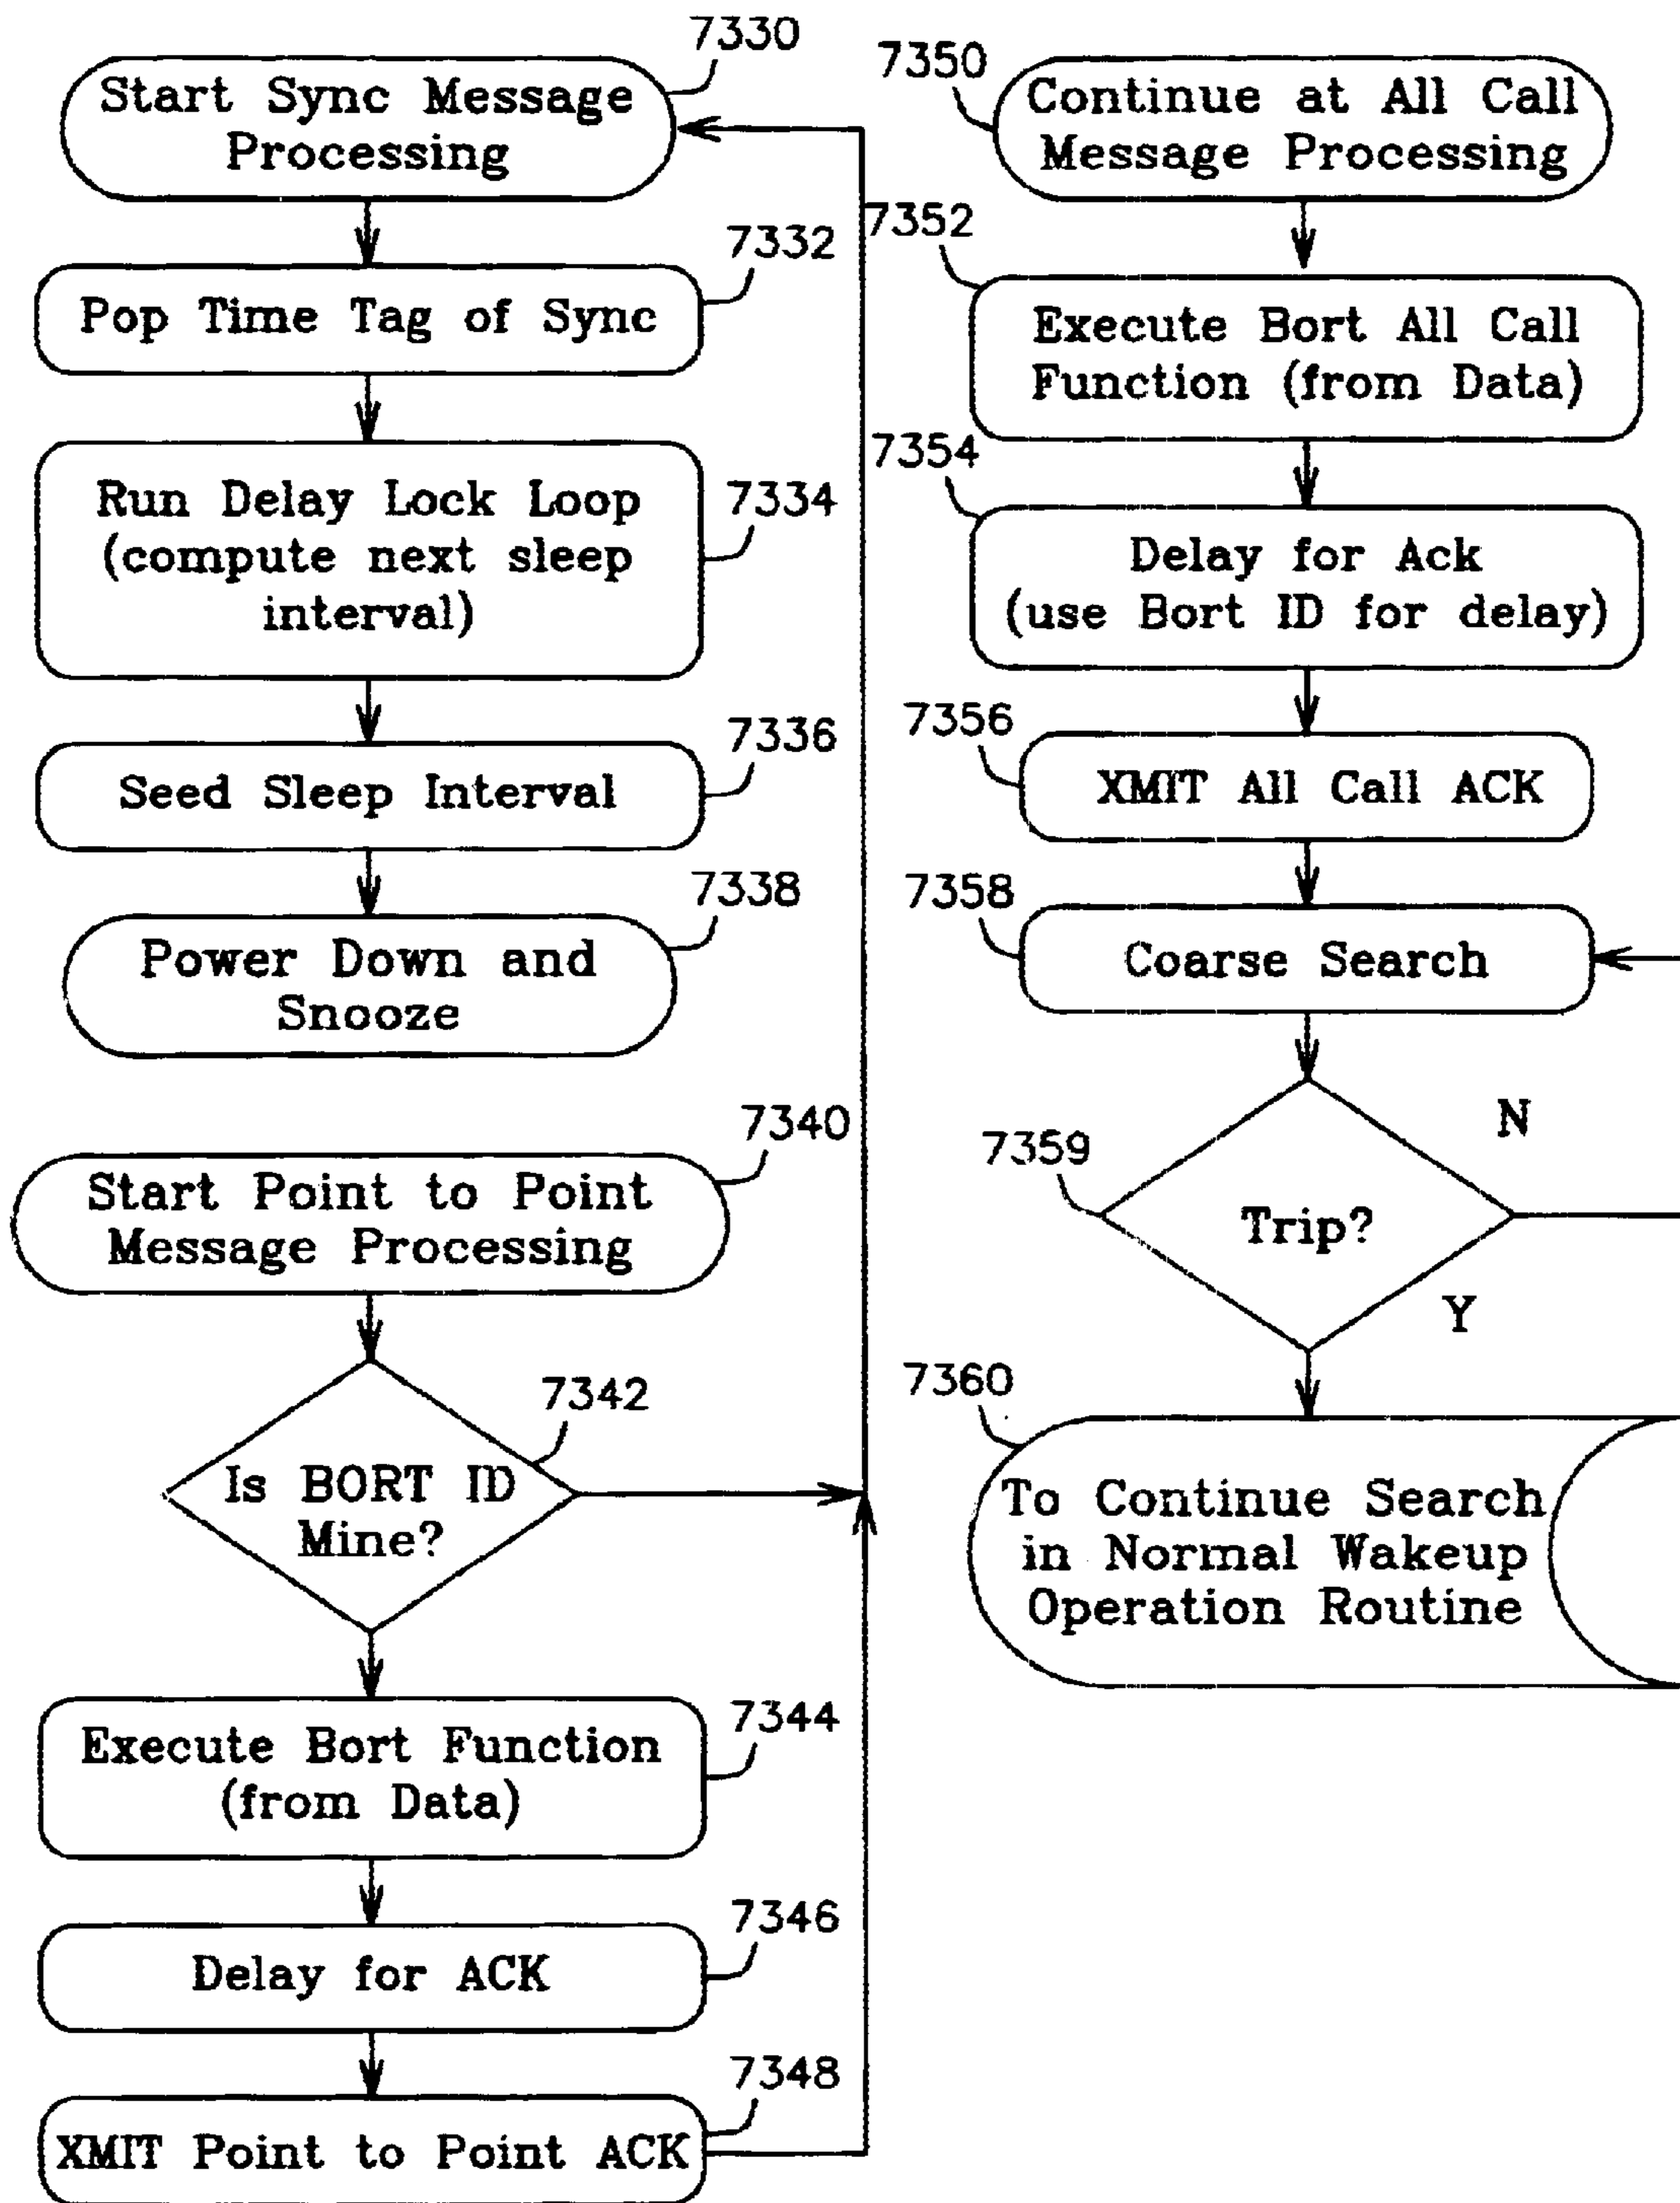 7330
Start Sync Message
Processing
7332
Pop Time Tag of Sync
7334
Run Delay Lock Loop
(compute next sleep
interval)
7336
Seed Sleep Interval
7338
Power Down and
Snooze
7340
Start Point to Point
Message Processing
7342
Is BORT ID
Mine?
7344
Execute Bort Function
(from Data)
7346
Delay for ACK
7348
XMIT Point to Point ACK
7350
Continue at All Call
Message Processing
7352
Execute Bort All Call
Function (from Data)
7354
Delay for Ack
(use Bort ID for delay)
7356
XMIT All Call ACK
7358
Coarse Search
7359
Trip?
N
Y
7360
To Continue Search
in Normal Wakeup
Operation Routine